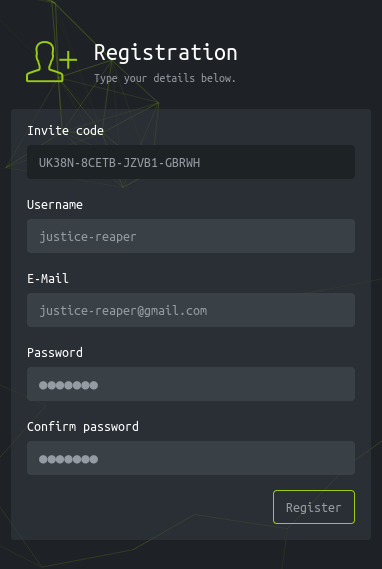 Registration
Type your details below.
Invite code
UK38N-8CETB-JZVB1-GBRWH
Username
justice-reaper
E-Mail
justice-reaper@gmail.com
Password
●●●●●●●
Confirm password
●●●●●●●
Register